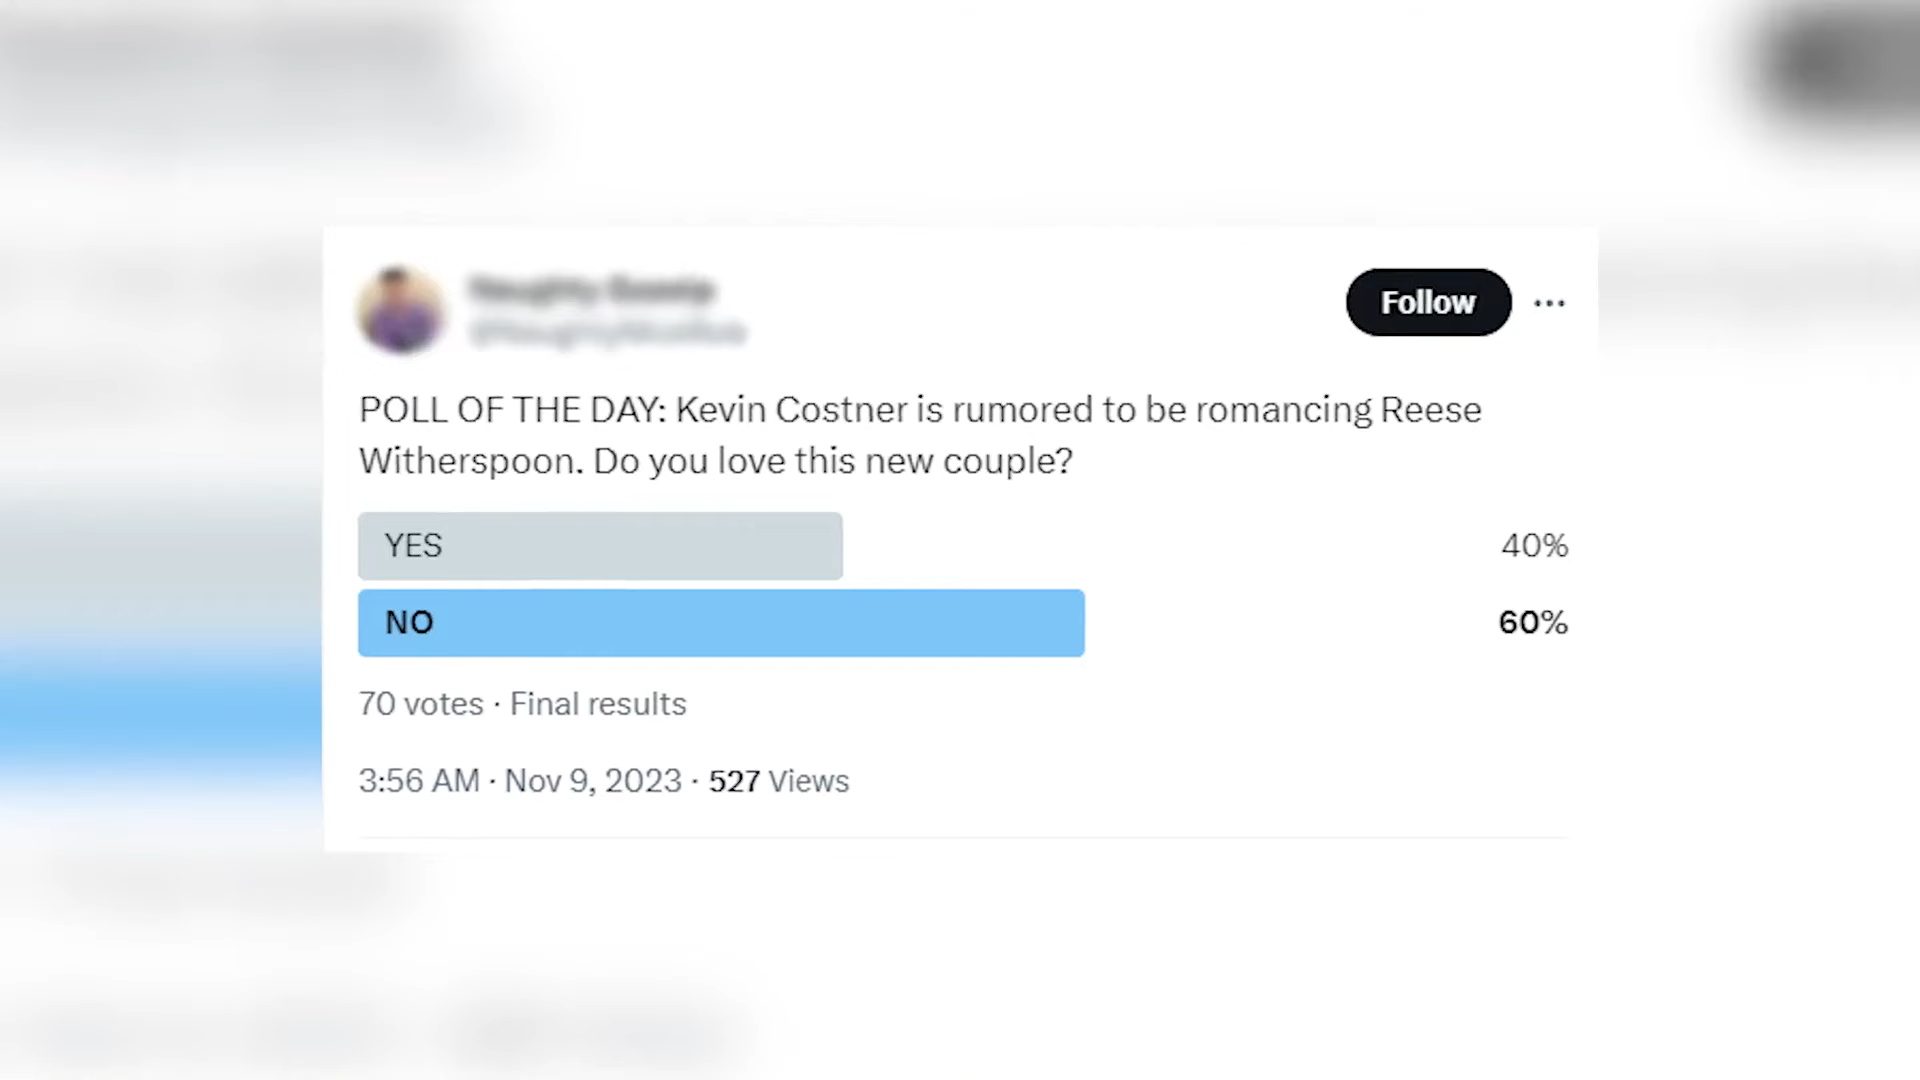 Follow
POLL OF THE DAY: Kevin Costner is rumored to be romancing Reese
Witherspoon. Do you love this new couple?
YES 40%
NO 60%
70 votes · Final results
3:56 AM · Nov 9, 2023 · 527 Views